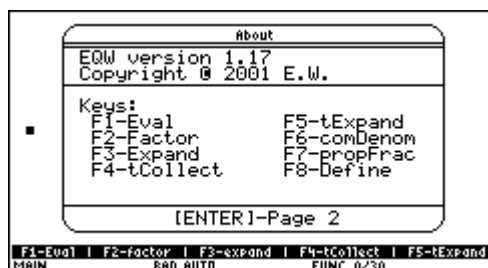 About
EQW version 1.17
Copyright @ 2001 E.W.
Keys:
F1-Eval F5-tExpand
F2-Factor F6-comDenom
F3-Expand F7-propFrac
F4-tCollect F8-Define
[ENTER]-Page 2
F1-Eval | F2-factor | F3-expand | F4-tCollect | F5-tExpand
MAIN RAD AUTO FUNC 0/30